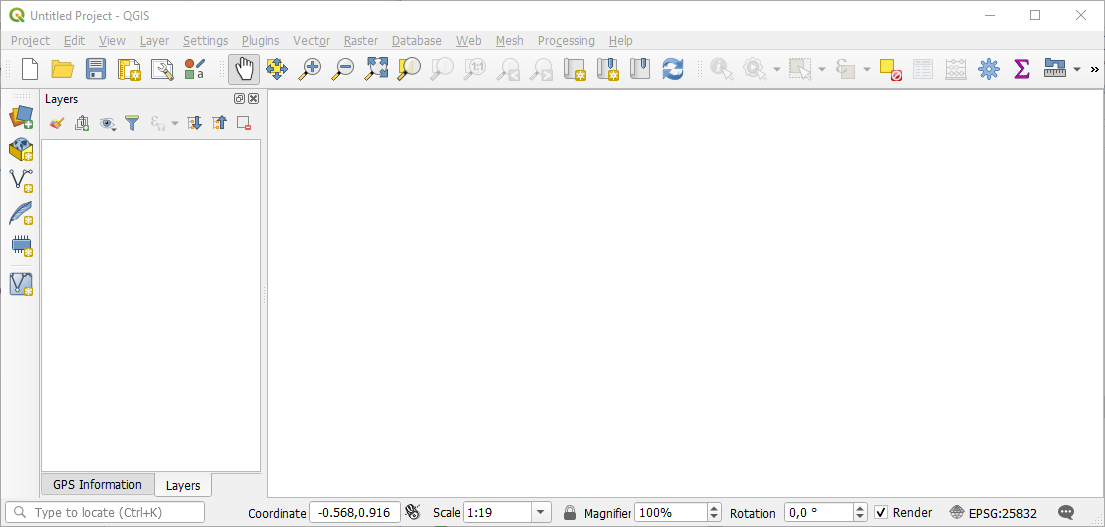 Untitled Project - QGIS
Project Edit View Layer Settings Plugins Vector Raster Database Web Mesh Processing Help
a 1:1 Σ »
Layers
ε
GPS Information Layers
Type to locate (Ctrl+K) Coordinate -0.568,0.916 Scale 1:19 Magnifier 100% Rotation 0,0 ° Render EPSG:25832